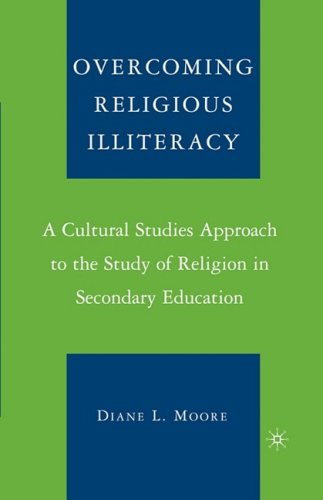 OVERCOMING
RELIGIOUS
ILLITERACY
A Cultural Studies Approach
to the Study of Religion in
Secondary Education
Diane L. Moore